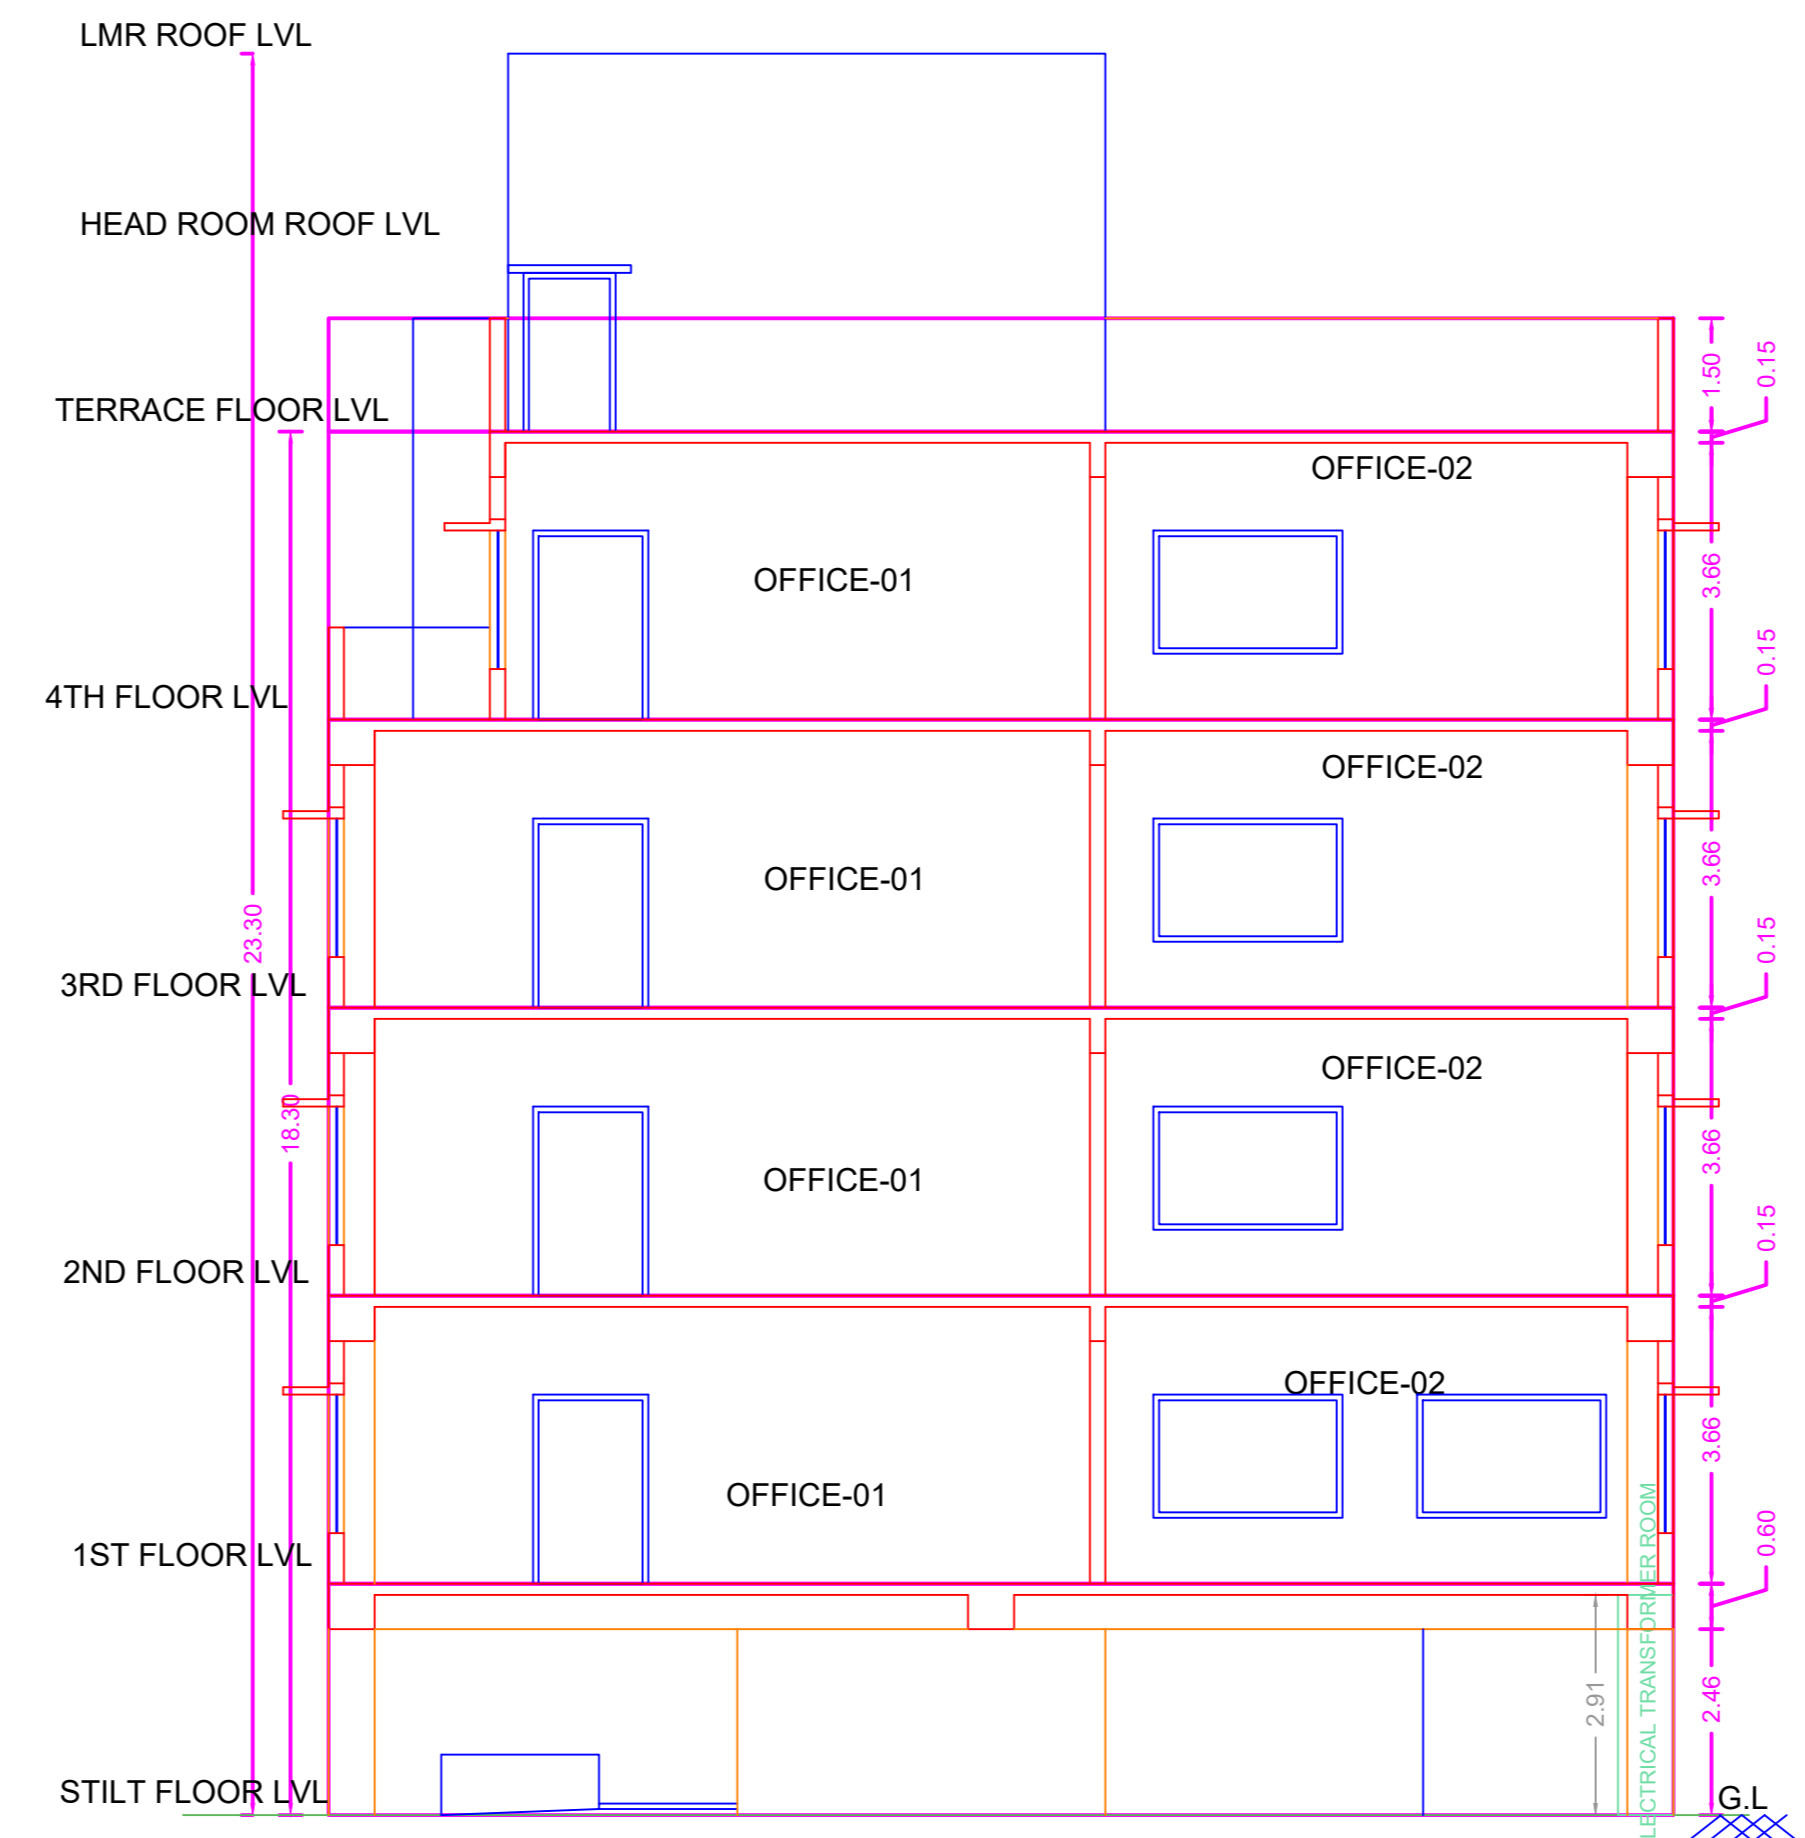 LMR ROOF LVL
HEAD ROOM ROOF LVL
TERRACE FLOOR LVL
1.50
0.15
OFFICE-02
OFFICE-01
3.66
0.15
4TH FLOOR LVL
OFFICE-02
OFFICE-01
3.66
23.30
0.15
3RD FLOOR LVL
OFFICE-02
18.30
3.66
OFFICE-01
0.15
2ND FLOOR LVL
OFFICE-02
3.66
OFFICE-01
0.60
1ST FLOOR LVL
LECTRICAL TRANSFORMER ROOM
2.91
2.46
STILT FLOOR LVL
G.L